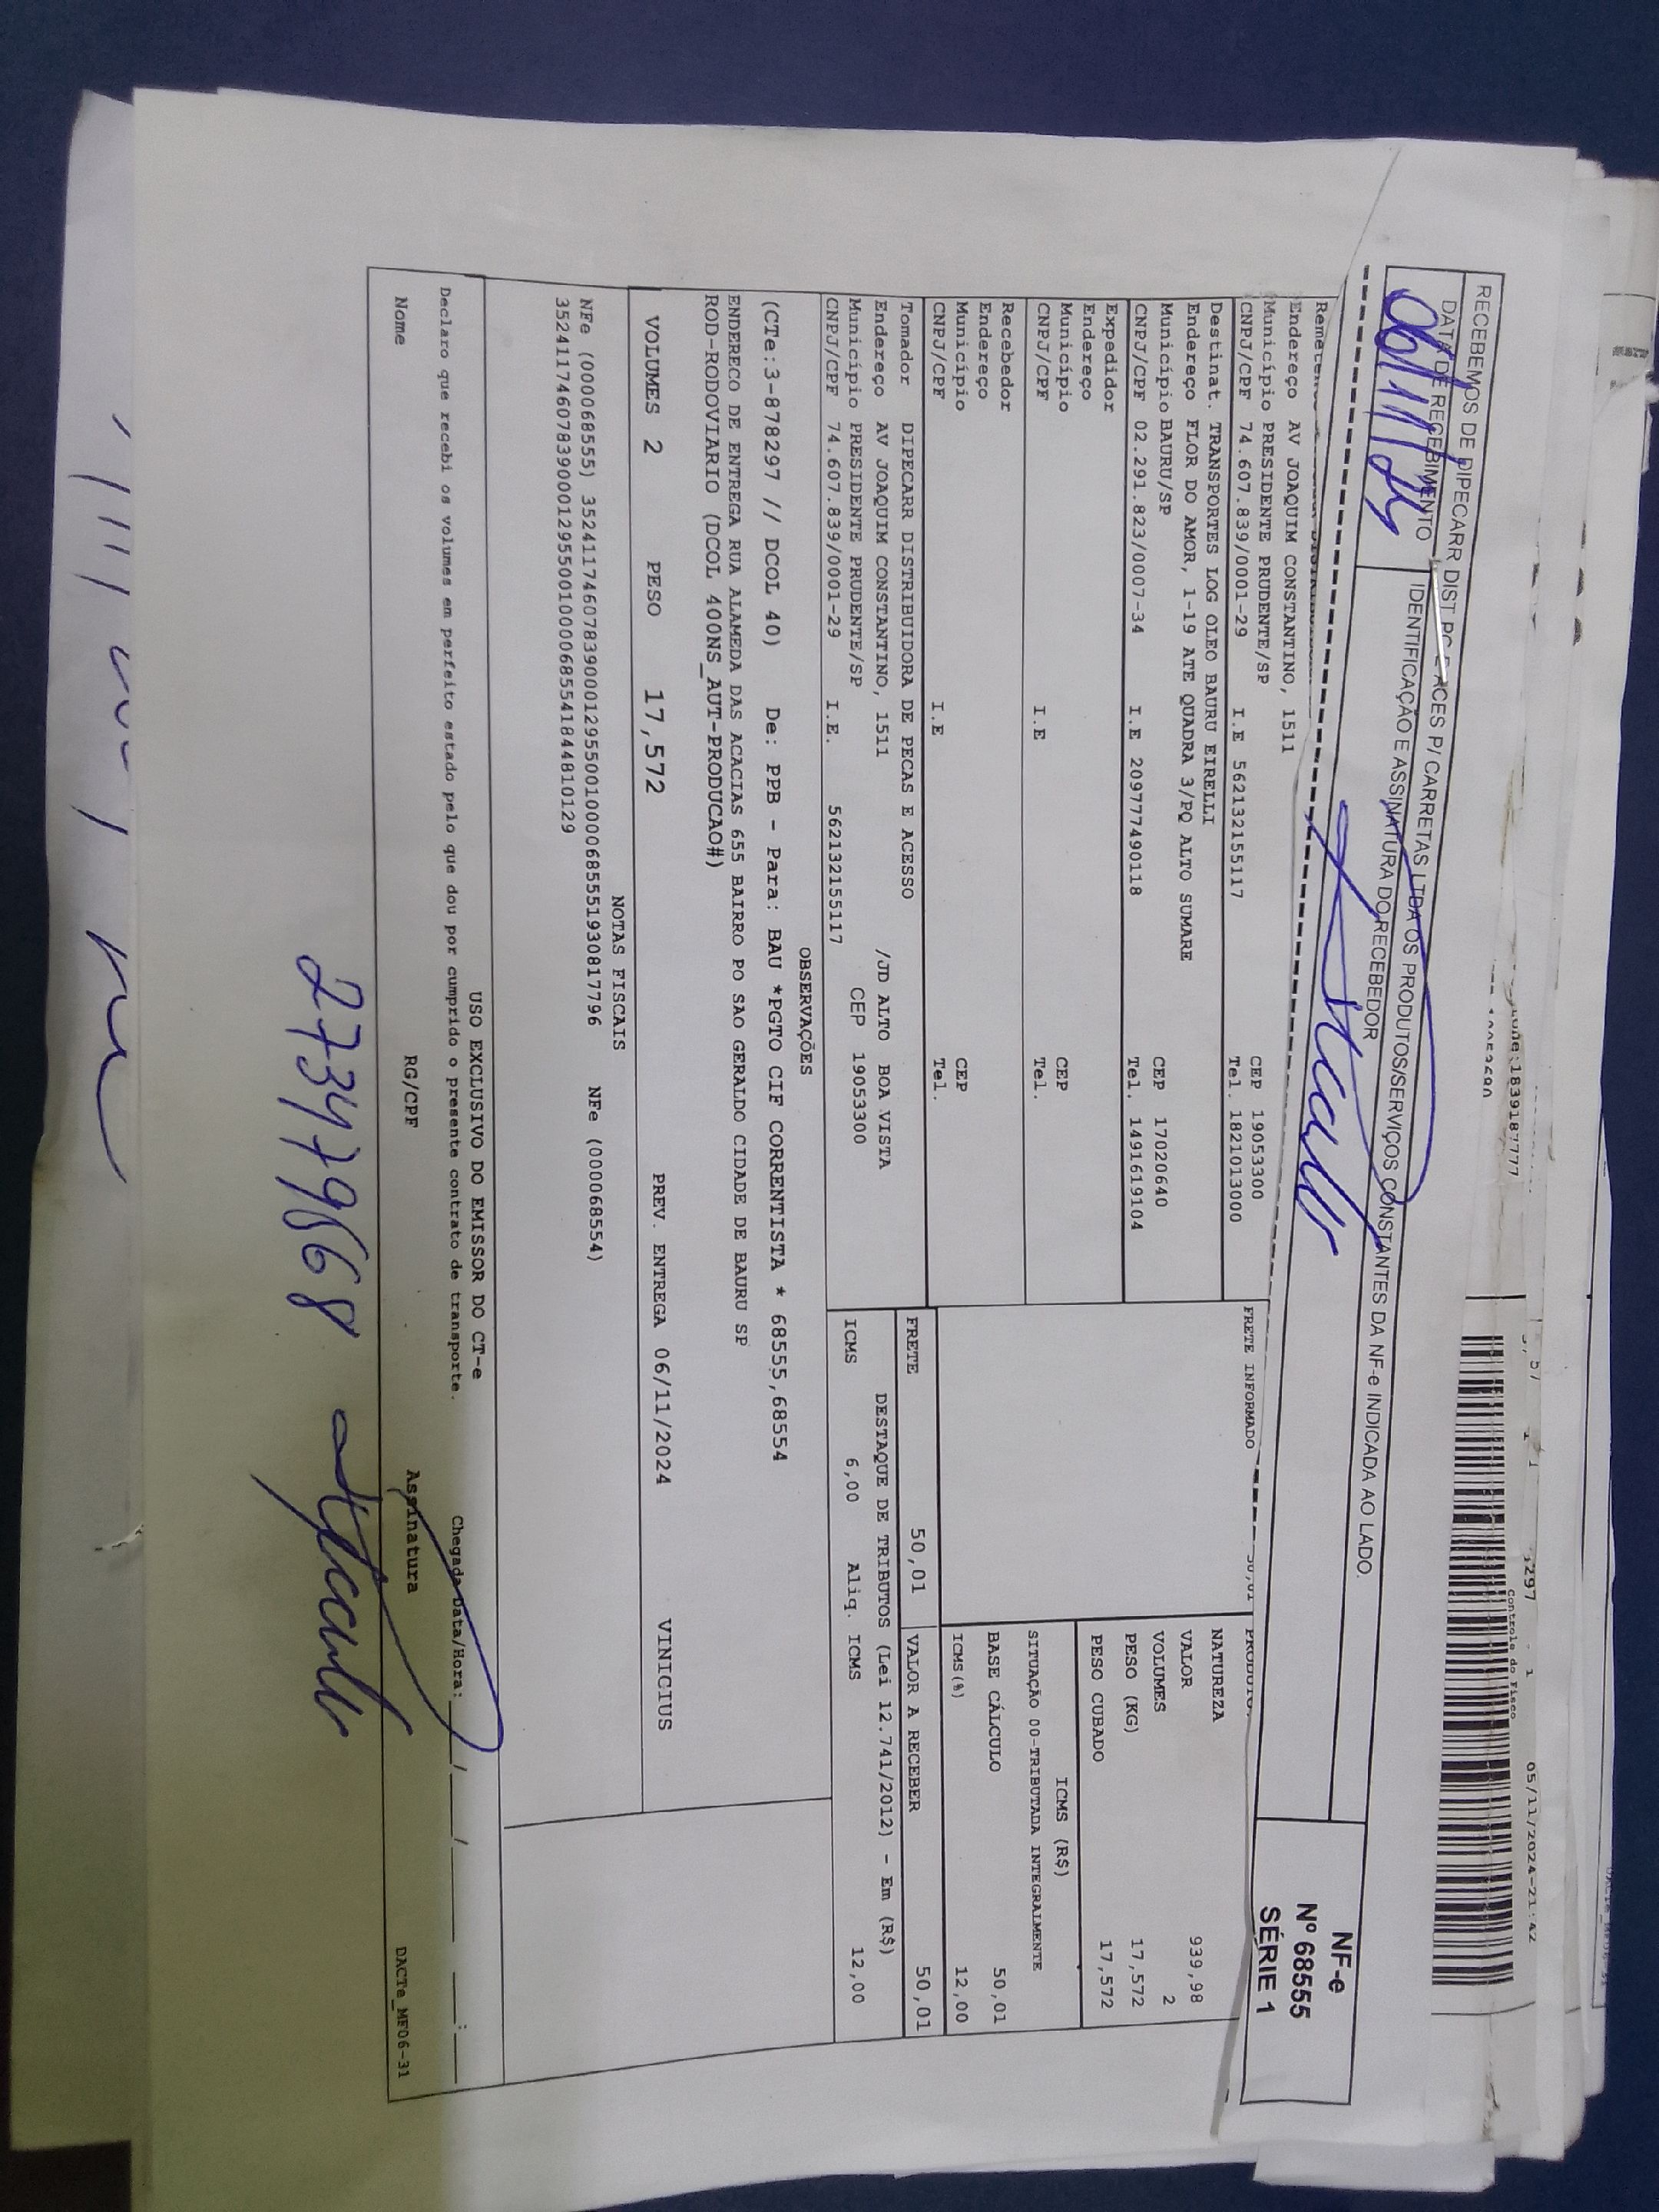 05/11/2024-21:42
Controle do Fisco
RECEBEMOS DE DIPECARR DIST PC E ACES P/ CARRETAS LTDA OS PRODUTOS/SERVIÇOS CONSTANTES DA NF-e INDICADA AO LADO.
DATA DE RECEBIMENTO
IDENTIFICAÇÃO E ASSINATURA DO RECEBEDOR
06/11/24
NF-e
Nº 68555
SÉRIE 1
Endereço AV JOAQUIM CONSTANTINO, 1511
Município PRESIDENTE PRUDENTE/SP CEP 19053300
CNPJ/CPF 74.607.839/0001-29 I.E 562132155117 Tel. 1821013000
FRETE INFORMADO
Destinat. TRANSPORTES LOG OLEO BAURU EIRELLI
Endereço FLOR DO AMOR, 1-19 ATE QUADRA 3/PQ ALTO SUMARE
Município BAURU/SP CEP 17020640
CNPJ/CPF 02.291.823/0007-34 I.E 209777490118 Tel. 1491619104
NATUREZA
VALOR 939,98
VOLUMES 2
PESO (KG) 17,572
PESO CUBADO 17,572
Expedidor
Endereço
Município CEP
CNPJ/CPF I.E Tel.
ICMS (R$)
SITUAÇÃO 00-TRIBUTADA INTEGRALMENTE
BASE CÁLCULO 50,01
ICMS(%) 12,00
Recebedor
Endereço
Município CEP
CNPJ/CPF I.E Tel.
Tomador DIPECARR DISTRIBUIDORA DE PECAS E ACESSO
Endereço AV JOAQUIM CONSTANTINO, 1511 /JD ALTO BOA VISTA
Município PRESIDENTE PRUDENTE/SP CEP 19053300
CNPJ/CPF 74.607.839/0001-29 I.E. 562132155117
FRETE 50,01 VALOR A RECEBER 50,01
DESTAQUE DE TRIBUTOS (Lei 12.741/2012) - Em (R$)
ICMS 6,00 Aliq. ICMS 12,00
OBSERVAÇÕES
(CTe:3-878297 // DCOL 40) De: PPB - Para: BAU *PGTO CIF CORRENTISTA * 68555,68554
ENDERECO DE ENTREGA RUA ALAMEDA DAS ACACIAS 655 BAIRRO PO SAO GERALDO CIDADE DE BAURU SP
ROD-RODOVIARIO (DCOL 400NS_AUT-PRODUCAO#)
VOLUMES 2 PESO 17,572 PREV. ENTREGA 06/11/2024 VINICIUS
NOTAS FISCAIS
NFe (000068555) 35241174607839000129550010000685551930817796 NFe (000068554)
35241174607839000129550010000685541844810129
USO EXCLUSIVO DO EMISSOR DO CT-e
Declaro que recebi os volumes em perfeito estado pelo que dou por cumprido o presente contrato de transporte. Chegada Data/Hora:___/___/____ ___:___
Nome RG/CPF Assinatura DACTe_MF06-31
27347968